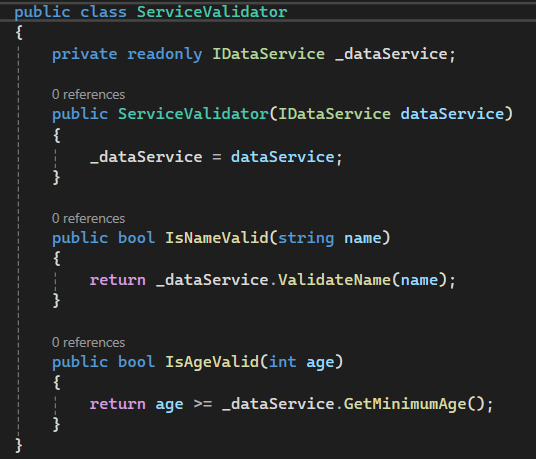 public class ServiceValidator
{
    private readonly IDataService _dataService;
    0 references
    public ServiceValidator(IDataService dataService)
    {
        _dataService = dataService;
    }
    0 references
    public bool IsNameValid(string name)
    {
        return _dataService.ValidateName(name);
    }
    0 references
    public bool IsAgeValid(int age)
    {
        return age >= _dataService.GetMinimumAge();
    }
}